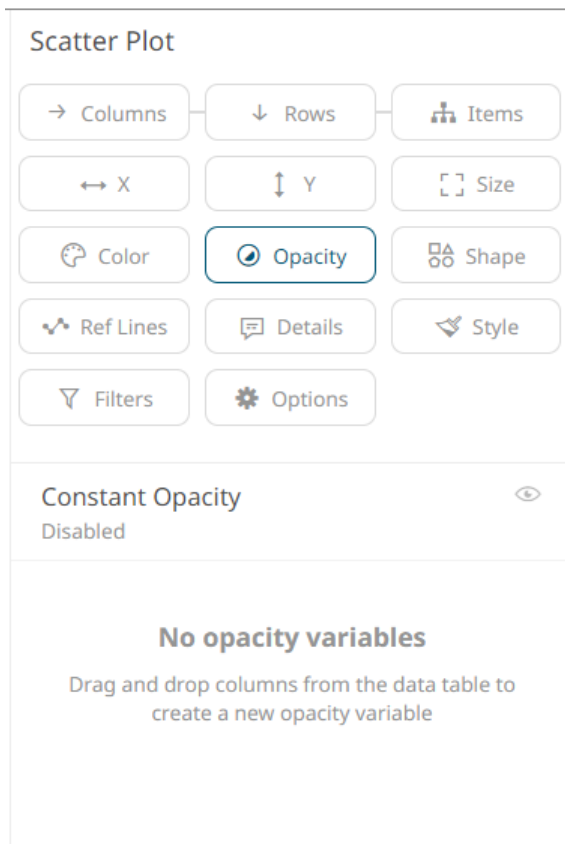 Scatter Plot
Columns Rows Items
X Y Size
Color Opacity Shape
Ref Lines Details Style
Filters Options
Constant Opacity
Disabled
No opacity variables
Drag and drop columns from the data table to
create a new opacity variable